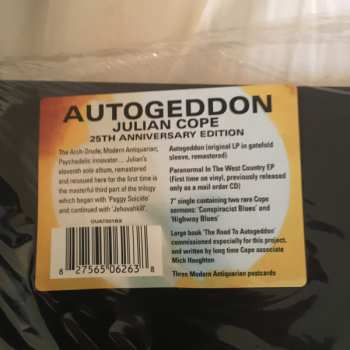 AUTOGEDDON
JULIAN COPE
25TH ANNIVERSARY EDITION
The Arch-Drude, Modern Antiquarian,
Psychedelic innovater.... Julian's
eleventh sole album, remastered
and reissued here for the first time is
the masterful third part of the trilogy
which began with 'Peggy Suicide'
and continued with 'Jehovahkill'.
8 27565 06263 8
Autogeddon (original LP in gatefold
sleeve, remastered)
Paranormal In The West Country EP
(First time on vinyl, previously released
only as a mail order CD)
7" single containing two rare Cope
sermons: 'Conspiracist Blues' and
'Highway Blues'
Large book 'The Road To Autogeddon'
commissioned especially for this project,
and written by long time Cope associate
Mick Houghton
Three Modern Antiquarian postcards